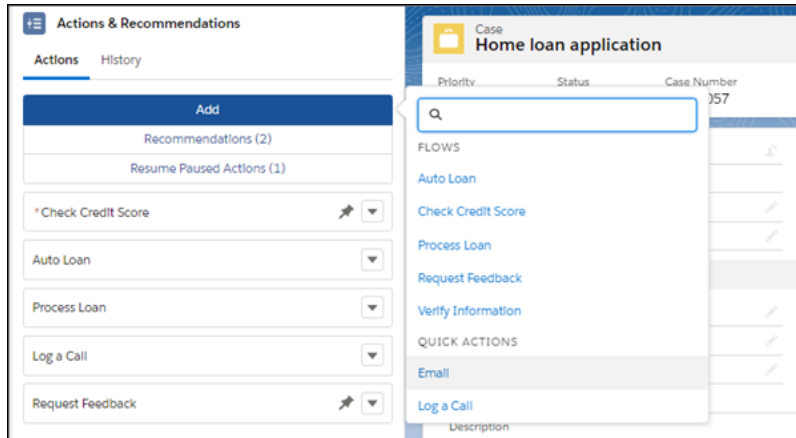 Actions & Recommendations
Actions History
Add
Recommendations (2)
Resume Paused Actions (1)
*Check Credit Score
Auto Loan
Process Loan
Log a Call
Request Feedback
Case
Home loan application
Priority Status Case Number
057
FLOWS
Auto Loan
Check Credit Score
Process Loan
Request Feedback
Verify Information
QUICK ACTIONS
Email
Log a Call
Description